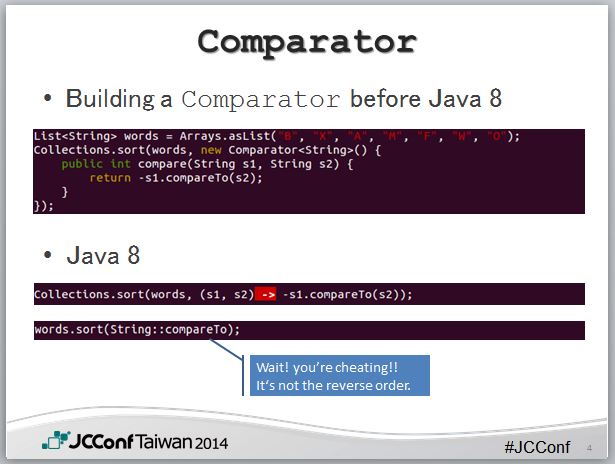 Comparator
• Building a Comparator before Java 8
List<String> words = Arrays.asList("B", "X", "A", "M", "F", "W", "O");
Collections.sort(words, new Comparator<String>() {
    public int compare(String s1, String s2) {
        return -s1.compareTo(s2);
    }
});
• Java 8
Collections.sort(words, (s1, s2) -> -s1.compareTo(s2));
words.sort(String::compareTo);
Wait! you're cheating!!
It's not the reverse order.
JCConf Taiwan 2014
#JCConf
4